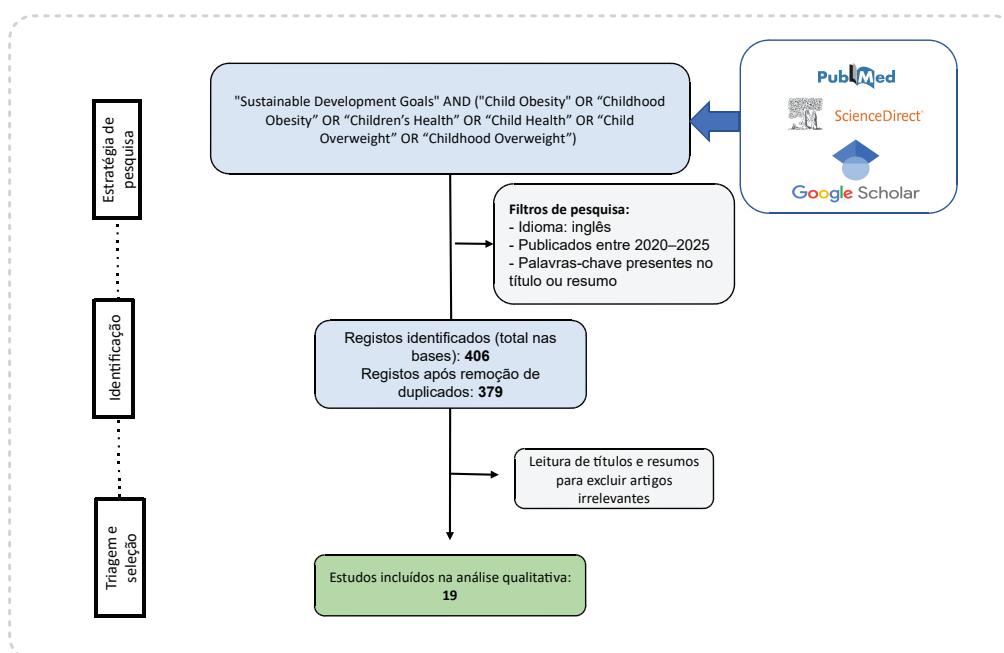 Estratégia de
pesquisa
"Sustainable Development Goals" AND ("Child Obesity" OR “Childhood
Obesity” OR “Children’s Health” OR “Child Health” OR “Child
Overweight” OR “Childhood Overweight”)
PubMed
ScienceDirect
Google Scholar
Filtros de pesquisa:
- Idioma: inglês
- Publicados entre 2020–2025
- Palavras-chave presentes no
título ou resumo
Identificação
Registos identificados (total nas
bases): 406
Registos após remoção de
duplicados: 379
Leitura de títulos e resumos
para excluir artigos
irrelevantes
Triagem e
seleção
Estudos incluídos na análise qualitativa:
19